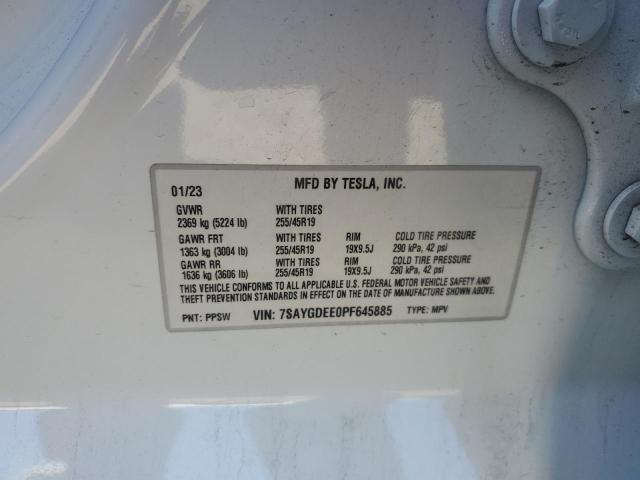 01/23 MFD BY TESLA, INC.
GVWR WITH TIRES
2369 kg (5224 lb) 255/45R19
GAWR FRT WITH TIRES RIM COLD TIRE PRESSURE
1363 kg (3004 lb) 255/45R19 19X9.5J 290 kPa, 42 psi
GAWR RR WITH TIRES RIM COLD TIRE PRESSURE
1636 kg (3606 lb) 255/45R19 19X9.5J 290 kPa, 42 psi
THIS VEHICLE CONFORMS TO ALL APPLICABLE U.S. FEDERAL MOTOR VEHICLE SAFETY AND
THEFT PREVENTION STANDARDS IN EFFECT ON THE DATE OF MANUFACTURE SHOWN ABOVE.
PNT: PPSW VIN: 7SAYGDEE0PF645885 TYPE: MPV